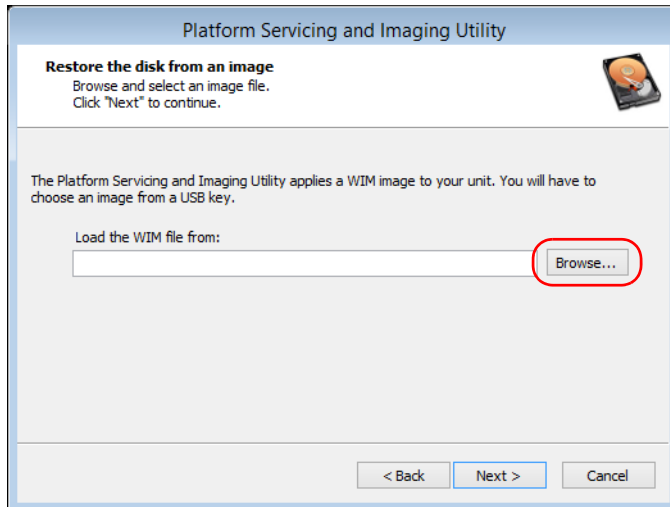 Platform Servicing and Imaging Utility
Restore the disk from an image
Browse and select an image file.
Click "Next" to continue.
The Platform Servicing and Imaging Utility applies a WIM image to your unit. You will have to
choose an image from a USB key.
Load the WIM file from:
Browse...
< Back Next > Cancel